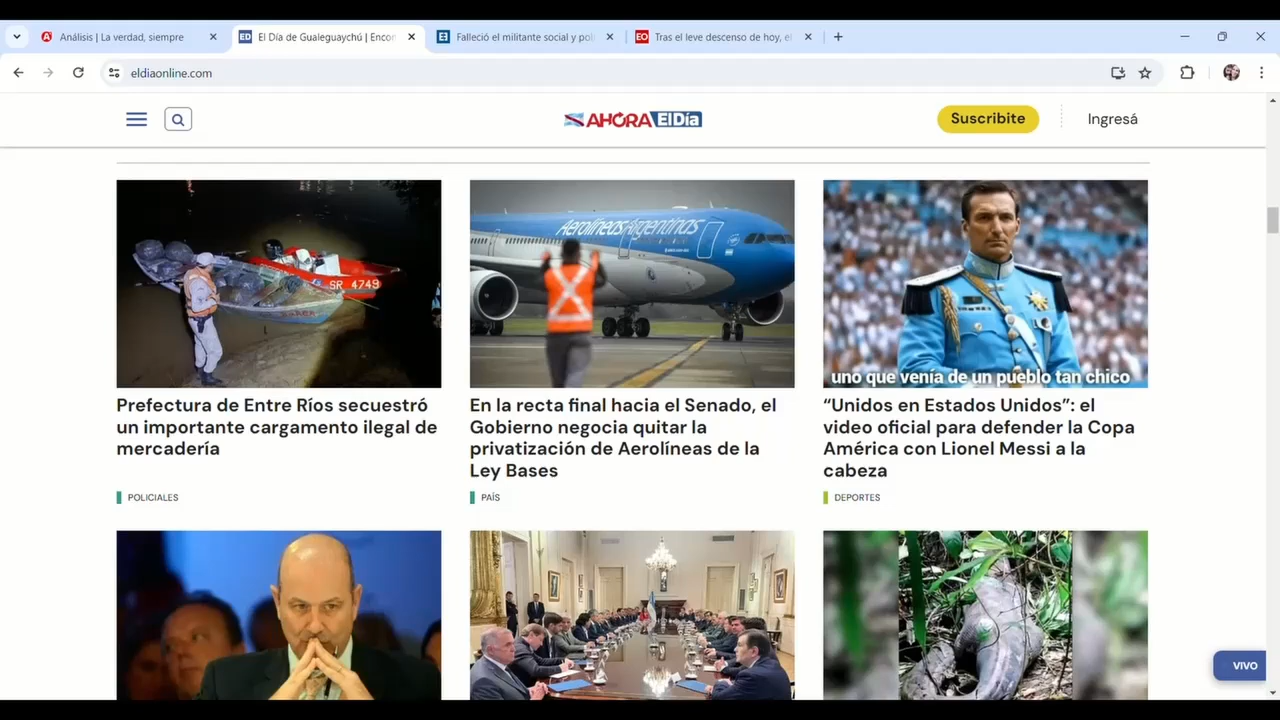 Análisis | La verdad, siempre
ED
El Día de Gualeguaychú | Encon
Falleció el militante social y pol
EO
Tras el leve descenso de hoy, el
eldiaonline.com
AHORA ElDía
Suscribite
Ingresá
SR 4749
Aerolíneas Argentinas
uno que venía de un pueblo tan chico
Prefectura de Entre Ríos secuestró
un importante cargamento ilegal de
mercadería
POLICIALES
En la recta final hacia el Senado, el
Gobierno negocia quitar la
privatización de Aerolíneas de la
Ley Bases
PAÍS
“Unidos en Estados Unidos”: el
video oficial para defender la Copa
América con Lionel Messi a la
cabeza
DEPORTES
VIVO